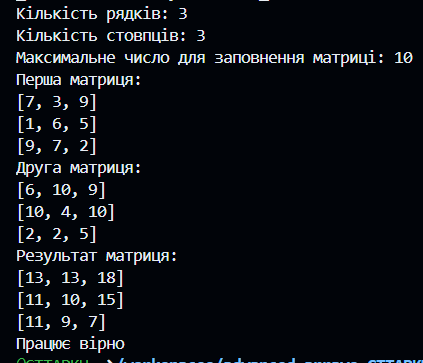 Кількість рядків: 3
Кількість стовпців: 3
Максимальне число для заповнення матриці: 10
Перша матриця:
[7, 3, 9]
[1, 6, 5]
[9, 7, 2]
Друга матриця:
[6, 10, 9]
[10, 4, 10]
[2, 2, 5]
Результат матриця:
[13, 13, 18]
[11, 10, 15]
[11, 9, 7]
Працює вірно